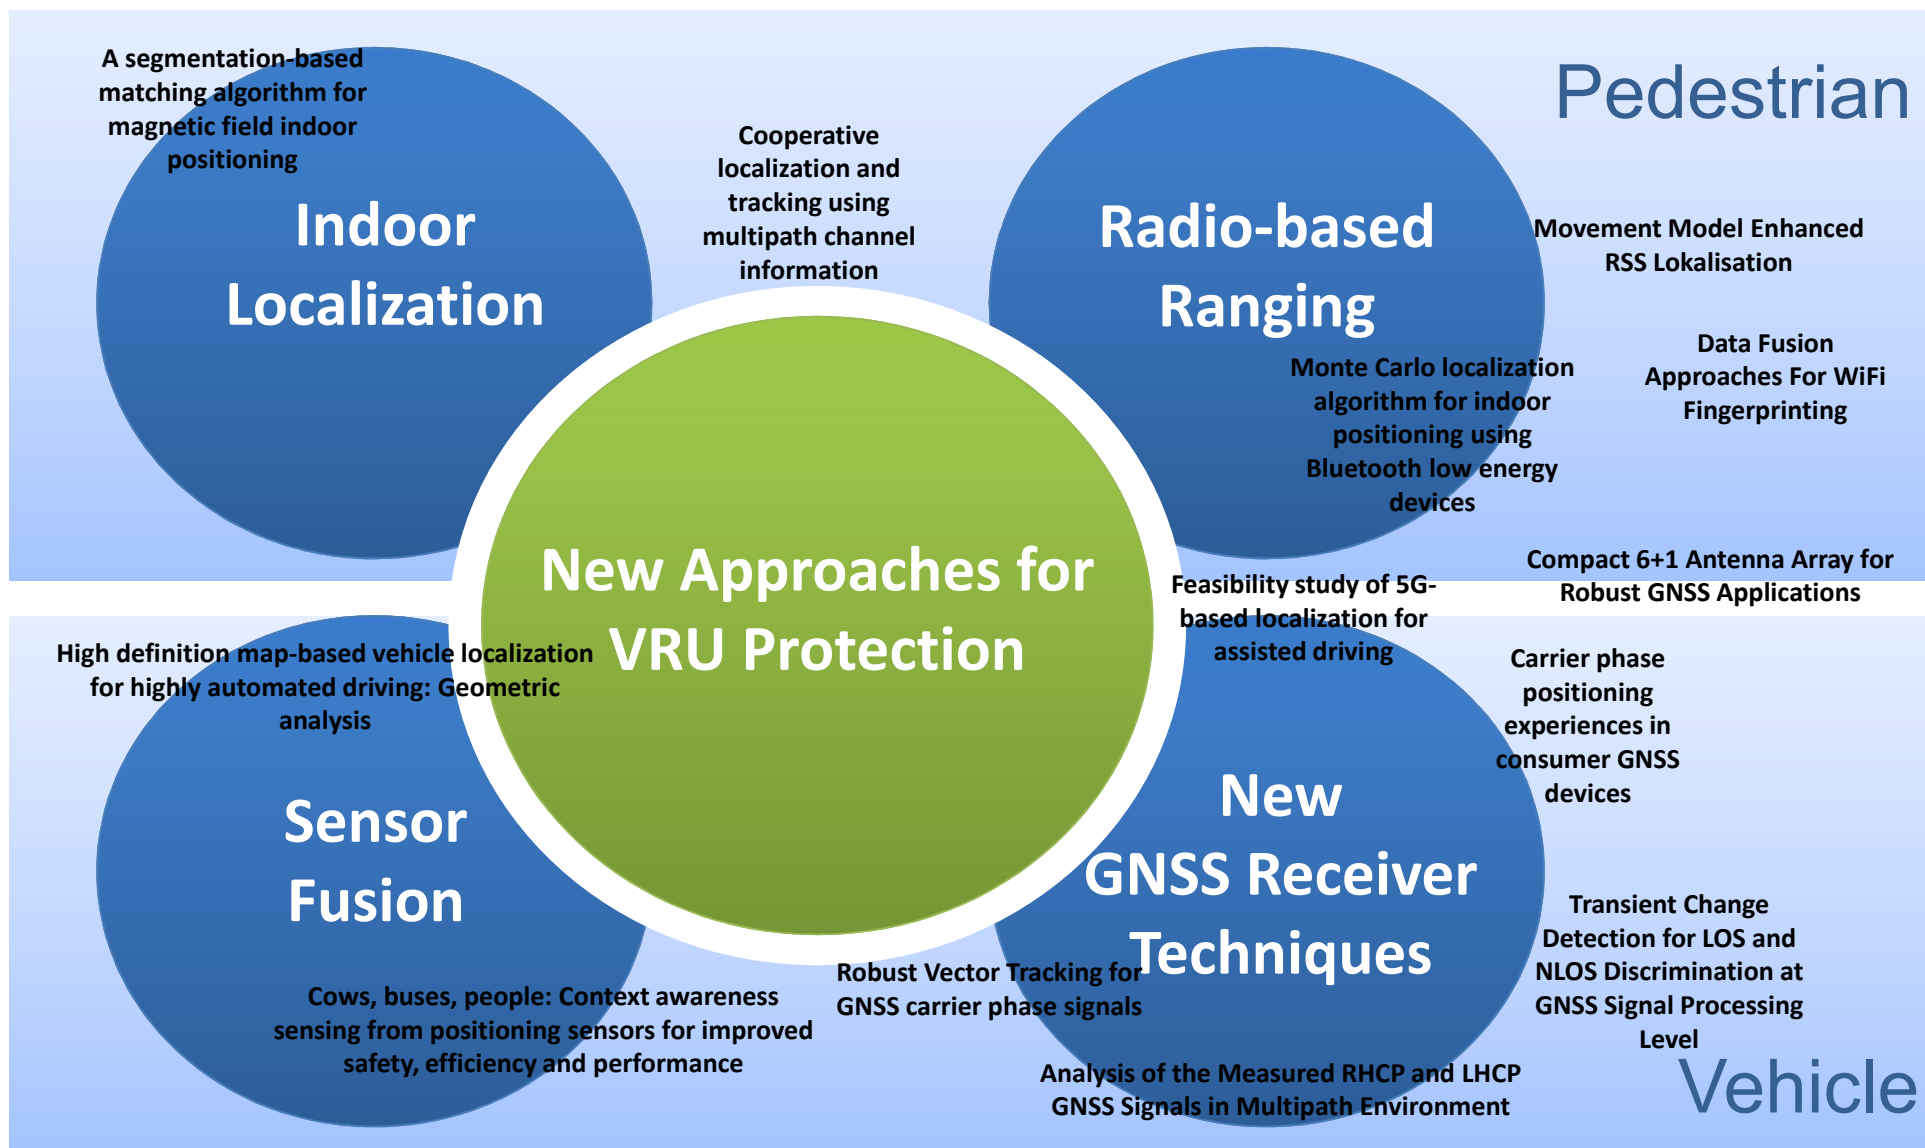 A segmentation-based
matching algorithm for
magnetic field indoor
positioning
Indoor
Localization
Cooperative
localization and
tracking using
multipath channel
information
Radio-based
Ranging
Pedestrian
Movement Model Enhanced
RSS Lokalisation
Data Fusion
Approaches For WiFi
Fingerprinting
Monte Carlo localization
algorithm for indoor
positioning using
Bluetooth low energy
devices
New Approaches for
VRU Protection
Compact 6+1 Antenna Array for
Robust GNSS Applications
Feasibility study of 5G-
based localization for
assisted driving
High definition map-based vehicle localization
for highly automated driving: Geometric
analysis
Sensor
Fusion
Cows, buses, people: Context awareness
sensing from positioning sensors for improved
safety, efficiency and performance
Carrier phase
positioning
experiences in
consumer GNSS
devices
New
GNSS Receiver
Techniques
Robust Vector Tracking for
GNSS carrier phase signals
Transient Change
Detection for LOS and
NLOS Discrimination at
GNSS Signal Processing
Level
Analysis of the Measured RHCP and LHCP
GNSS Signals in Multipath Environment
Vehicle